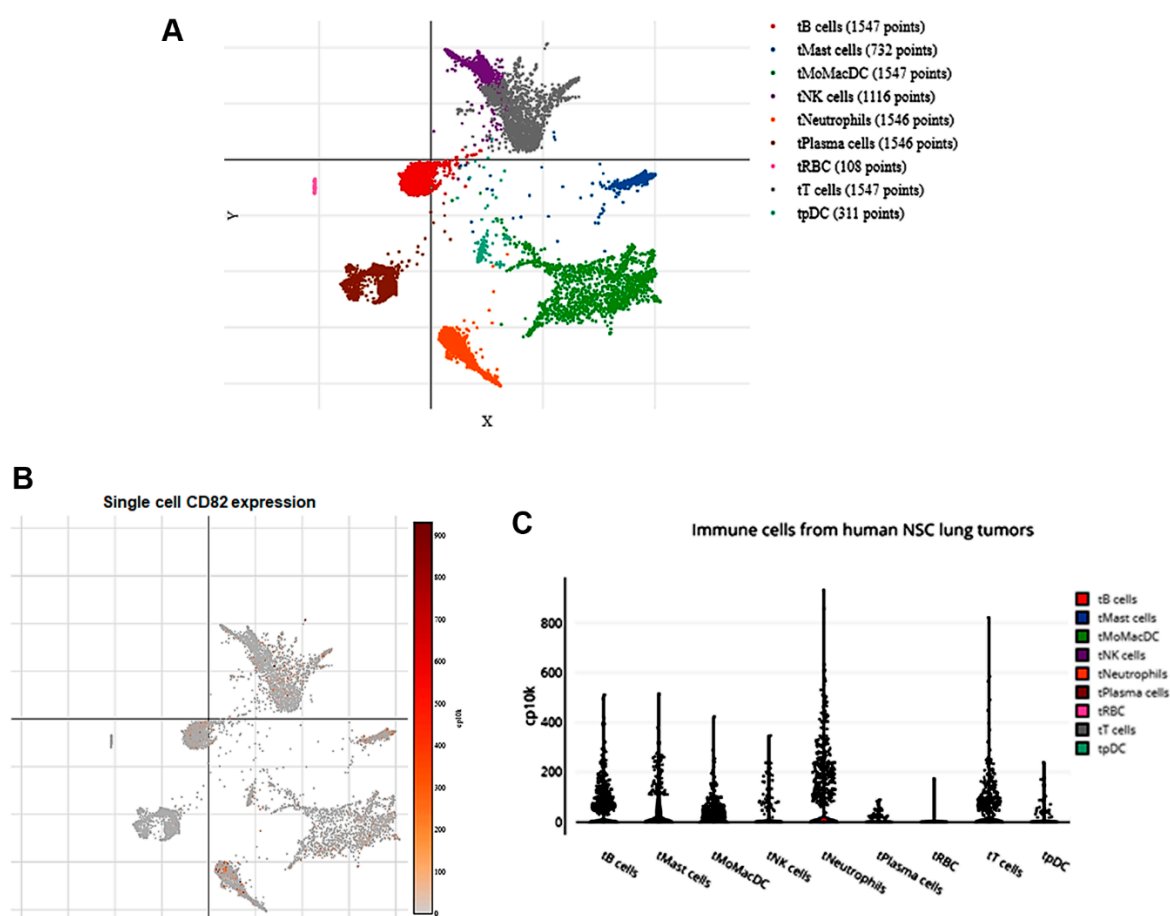 A
tB cells (1547 points)
tMast cells (732 points)
tMoMacDC (1547 points)
tNK cells (1116 points)
tNeutrophils (1546 points)
tPlasma cells (1546 points)
tRBC (108 points)
tT cells (1547 points)
tpDC (311 points)
Y
X
B
Single cell CD82 expression
900
800
700
600
500
400
300
200
100
0
cp10k
C
Immune cells from human NSC lung tumors
cp10k
800
600
400
200
0
tB cells
tMast cells
tMoMacDC
tNK cells
tNeutrophils
tPlasma cells
tRBC
tT cells
tpDC
tB cells
tMast cells
tMoMacDC
tNK cells
tNeutrophils
tPlasma cells
tRBC
tT cells
tpDC